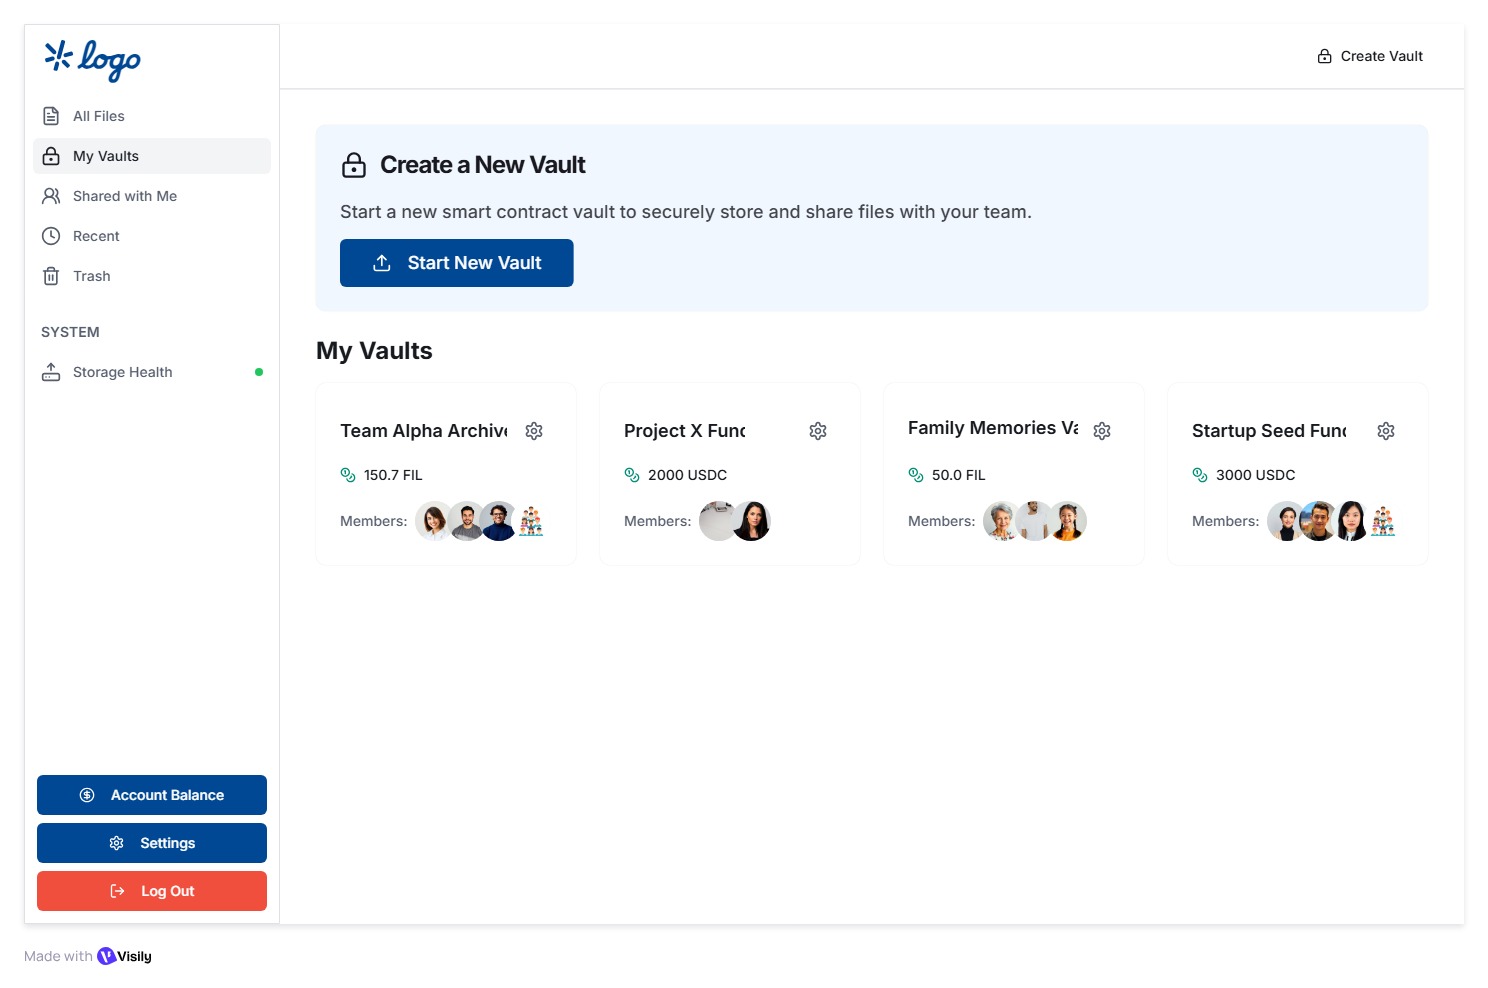 logo
Create Vault
All Files
My Vaults
Shared with Me
Recent
Trash
SYSTEM
Storage Health
Account Balance
Settings
Log Out
Create a New Vault
Start a new smart contract vault to securely store and share files with your team.
Start New Vault
My Vaults
Team Alpha Archive
150.7 FIL
Members:
Project X Fund
2000 USDC
Members:
Family Memories Va
50.0 FIL
Members:
Startup Seed Fund
3000 USDC
Members:
Made with Visily